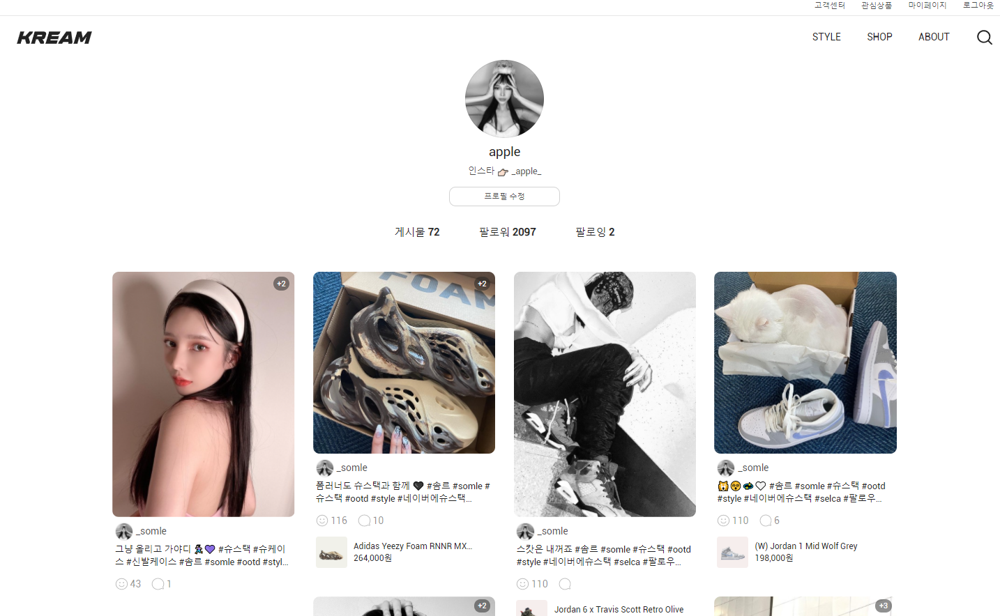 고객센터 관심상품 마이페이지 로그아웃
KREAM STYLE SHOP ABOUT
apple
인스타 👉 _apple_
프로필 수정
게시물 72 팔로워 2097 팔로잉 2
+2
_somle
그냥 올리고 가야디 💜 #슈스택 #슈케이
스 #신발케이스 #솜르 #somle #ootd #styl...
43 1
+2
FOAM
_somle
폼러너도 슈스택과 함께 🖤 #솜르 #somle #
슈스택 #ootd #style #네이버에슈스택...
116 10
Adidas Yeezy Foam RNNR MX...
264,000원
+2
_somle
스캇은 내꺼죠 #솜르 #somle #슈스택 #ootd
#style #네이버에슈스택 #selca #팔로우...
110
Jordan 6 x Travis Scott Retro Olive
_somle
🤍 #솜르 #somle #슈스택 #ootd
#style #네이버에슈스택 #selca #팔로우...
110 6
(W) Jordan 1 Mid Wolf Grey
198,000원
+3